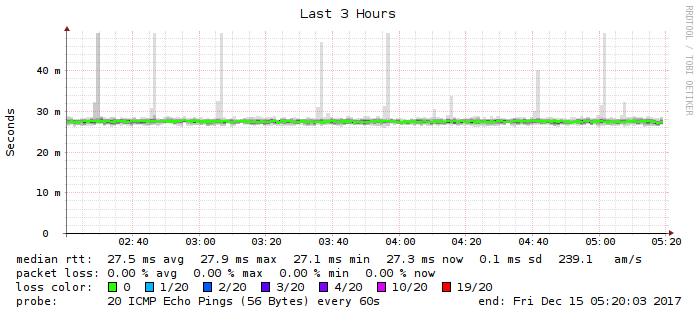 Last 3 Hours
RRDTOOL / TOBI OETIKER
Seconds
40 m
30 m
20 m
10 m
0
02:40 03:00 03:20 03:40 04:00 04:20 04:40 05:00 05:20
median rtt: 27.5 ms avg 27.9 ms max 27.1 ms min 27.3 ms now 0.1 ms sd 239.1 am/s
packet loss: 0.00 % avg 0.00 % max 0.00 % min 0.00 % now
loss color: 0 1/20 2/20 3/20 4/20 10/20 19/20
probe: 20 ICMP Echo Pings (56 Bytes) every 60s end: Fri Dec 15 05:20:03 2017